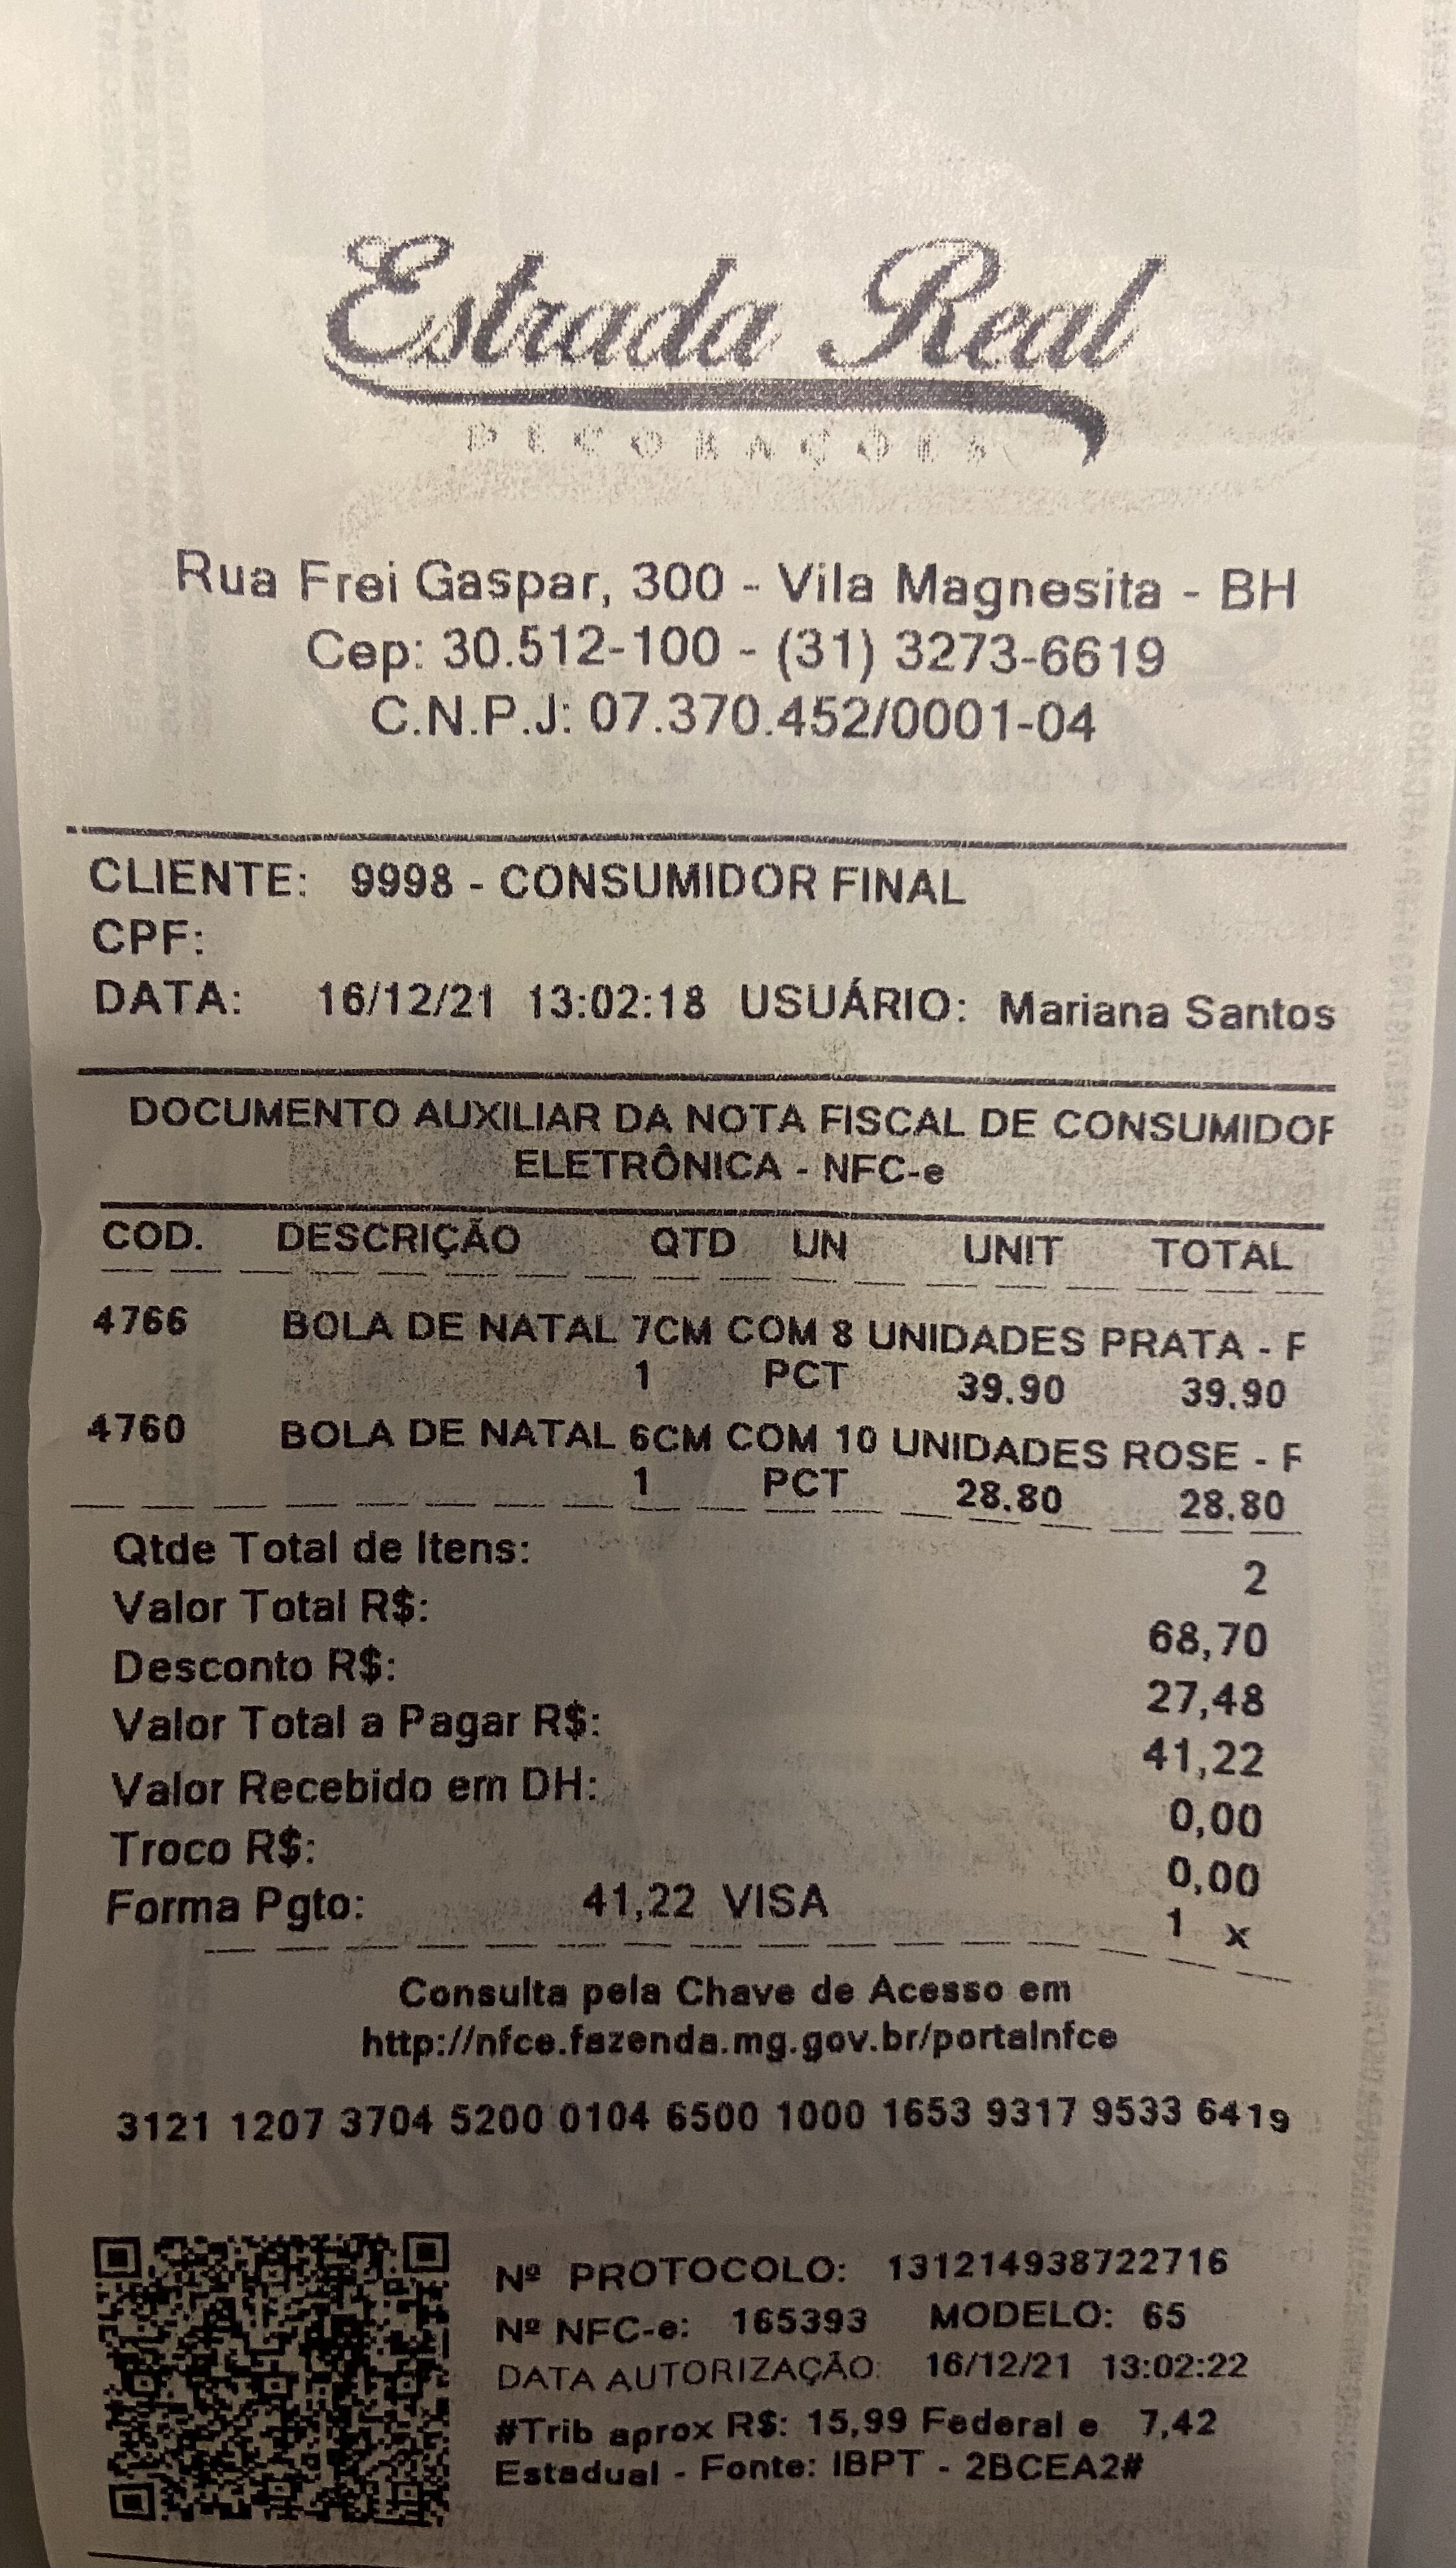 Estrada Real
DECORAÇÕES
Rua Frei Gaspar, 300 - Vila Magnesita - BH
Cep: 30.512-100 - (31) 3273-6619
C.N.P.J: 07.370.452/0001-04
CLIENTE: 9998 - CONSUMIDOR FINAL
CPF:
DATA: 16/12/21 13:02:18 USUÁRIO: Mariana Santos
DOCUMENTO AUXILIAR DA NOTA FISCAL DE CONSUMIDOR
ELETRÔNICA - NFC-e
COD. DESCRIÇÃO QTD UN UNIT TOTAL
4766 BOLA DE NATAL 7CM COM 8 UNIDADES PRATA -
1 PCT 39.90 39.90
4760 BOLA DE NATAL 6CM COM 10 UNIDADES ROSE -
1 PCT 28.80 28.80
Qtde Total de Itens: 2
Valor Total R$: 68,70
Desconto R$: 27,48
Valor Total a Pagar R$: 41,22
Valor Recebido em DH: 0,00
Troco R$: 0,00
Forma Pgto: 41,22 VISA 1 x
Consulta pela Chave de Acesso em
http://nfce.fazenda.mg.gov.br/portalnfce
3121 1207 3704 5200 0104 6500 1000 1653 9317 9533 6419
Nº PROTOCOLO: 131214938722716
Nº NFC-e: 165393 MODELO: 65
DATA AUTORIZAÇÃO: 16/12/21 13:02:22
#Trib aprox R$: 15,99 Federal e 7,42
Estadual - Fonte: IBPT - 2BCEA2#